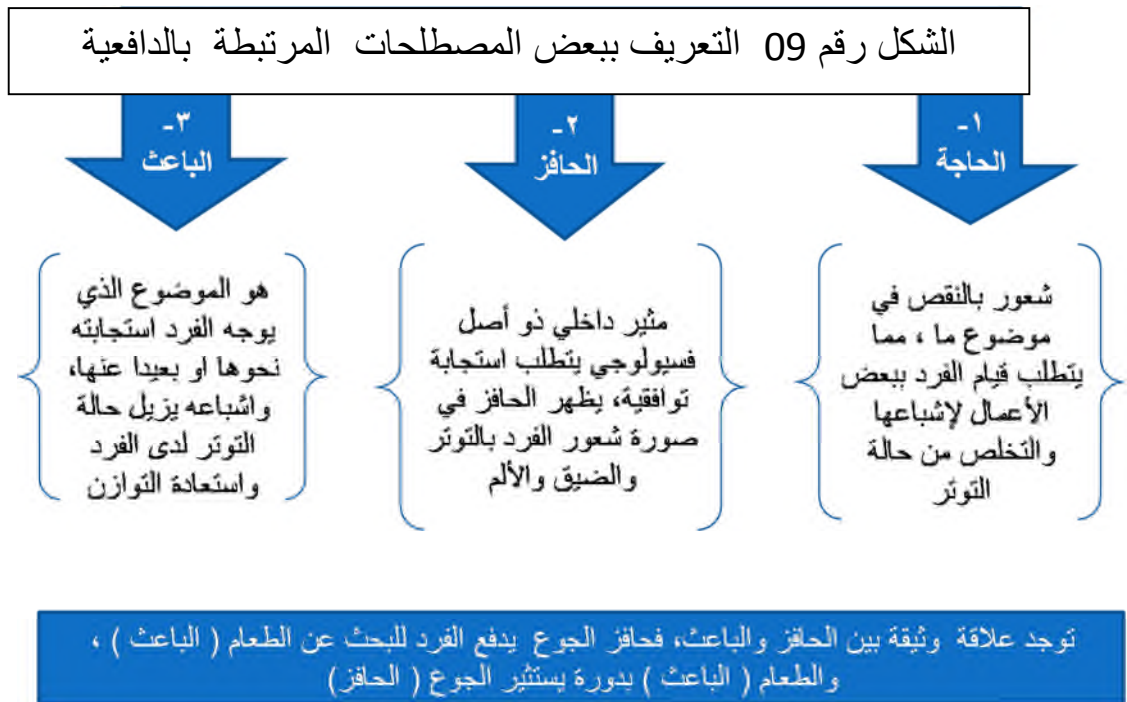 الشكل رقم 09 التعريف ببعض المصطلحات المرتبطة بالدافعية
١-
الحاجة
شعور بالنقص في
موضوع ما ، مما
يتطلب قيام الفرد ببعض
الأعمال لإشباعها
والتخلص من حالة
التوتر
٢-
الحافز
مثير داخلي ذو أصل
فسيولوجي يتطلب استجابة
توافقية، يظهر الحافز في
صورة شعور الفرد بالتوتر
والضيق والألم
٣-
الباعث
هو الموضوع الذي
يوجه الفرد استجابته
نحوها او بعيدا عنها،
واشباعه يزيل حالة
التوتر لدى الفرد
واستعادة التوازن
توجد علاقة وثيقة بين الحافز والباعث، فحافز الجوع يدفع الفرد للبحث عن الطعام ( الباعث ) ،
والطعام ( الباعث ) بدورة يستثير الجوع ( الحافز)